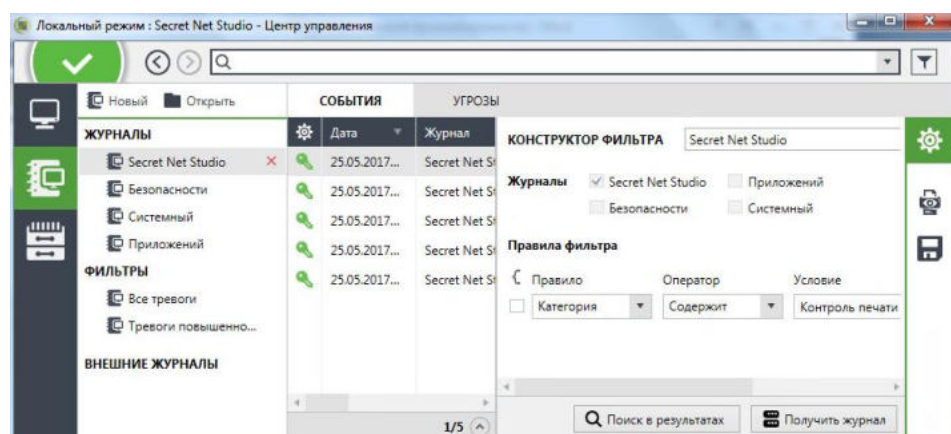 Локальный режим : Secret Net Studio - Центр управления
Новый Открыть
ЖУРНАЛЫ
Secret Net Studio
Безопасности
Системный
Приложений
ФИЛЬТРЫ
Все тревоги
Тревоги повышенно...
ВНЕШНИЕ ЖУРНАЛЫ
СОБЫТИЯ УГРОЗЫ
Дата Журнал
25.05.2017... Secret Net St
25.05.2017... Secret Net St
25.05.2017... Secret Net St
25.05.2017... Secret Net St
25.05.2017... Secret Net St
1/5
КОНСТРУКТОР ФИЛЬТРА Secret Net Studio
Журналы Secret Net Studio Приложений
Безопасности Системный
Правила фильтра
Правило Оператор Условие
Категория Содержит Контроль печати
Поиск в результатах Получить журнал